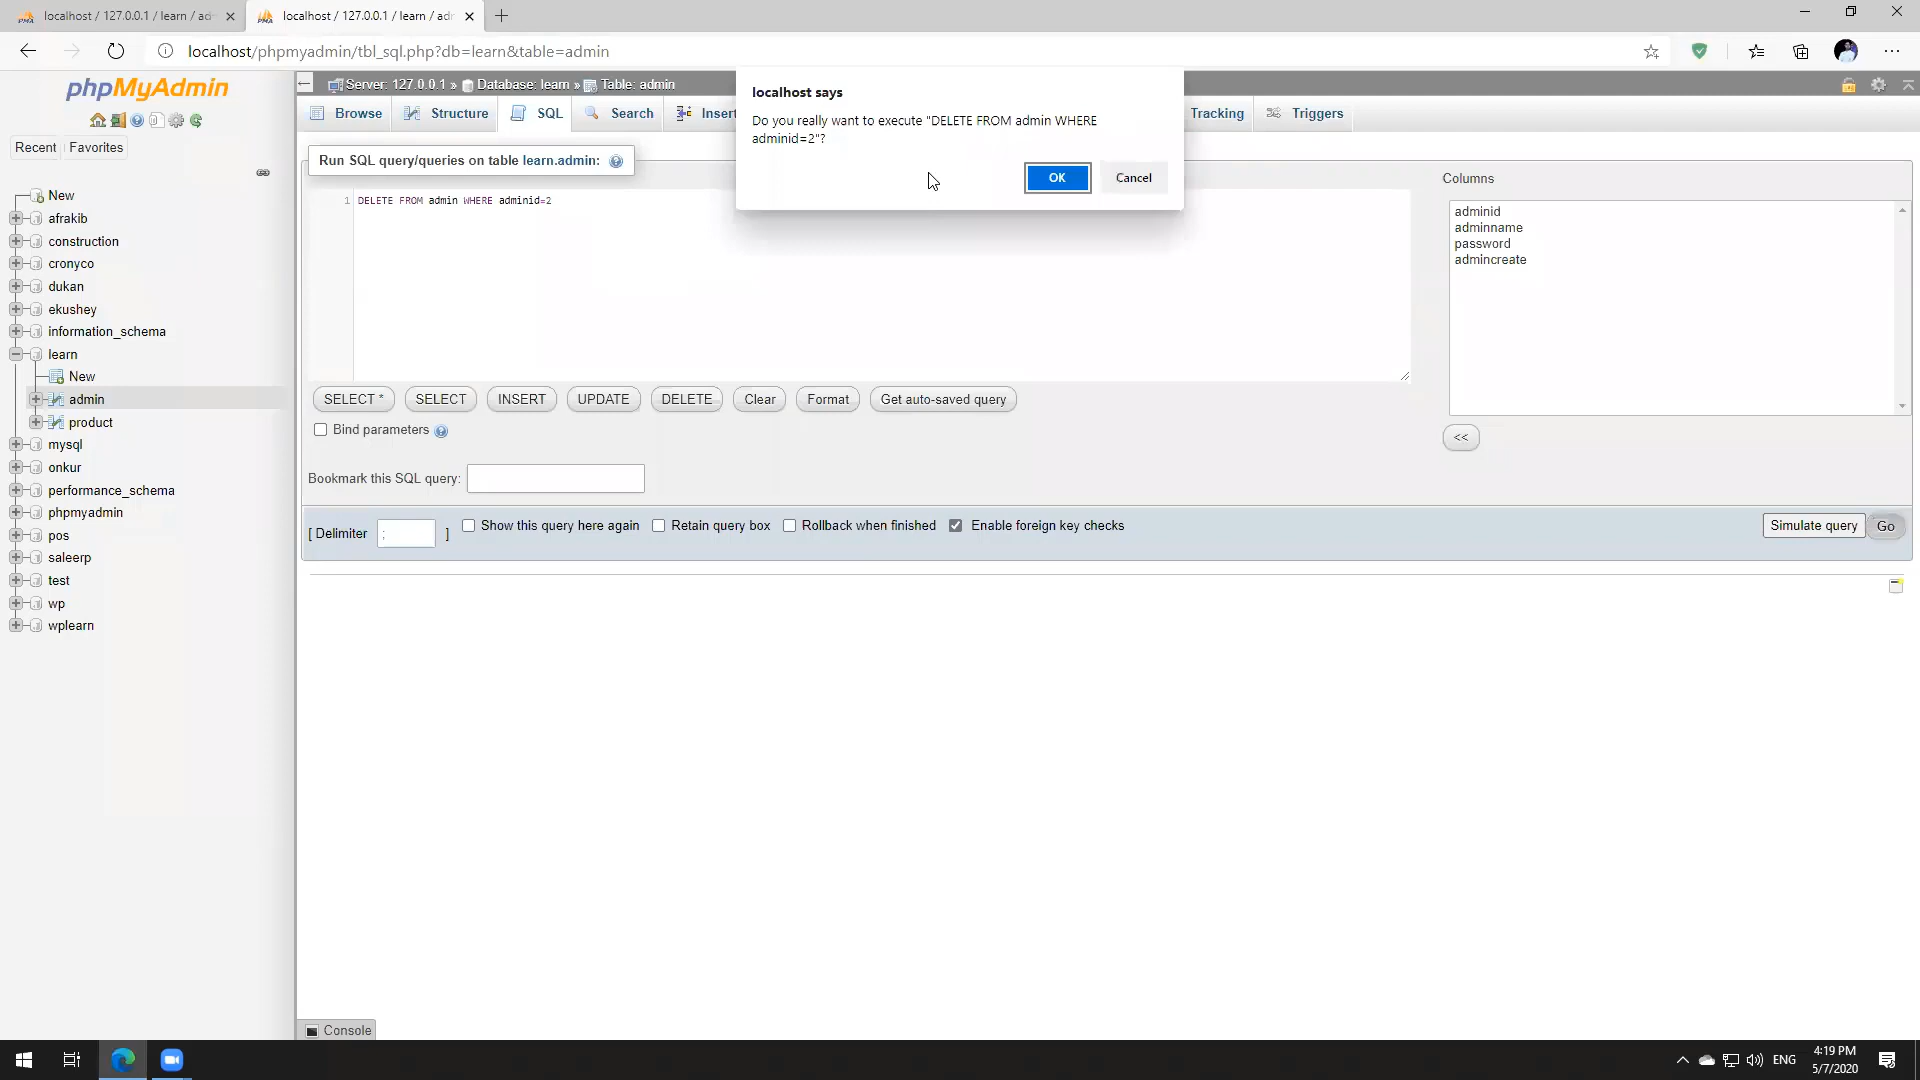 localhost / 127.0.0.1 / learn / ad
localhost / 127.0.0.1 / learn / adm
localhost/phpmyadmin/tbl_sql.php?db=learn&table=admin
phpMyAdmin
Recent
Favorites
New
afrakib
construction
cronyco
dukan
ekushey
information_schema
learn
New
admin
product
mysql
onkur
performance_schema
phpmyadmin
pos
saleerp
test
wp
wplearn
Server: 127.0.0.1 » Database: learn » Table: admin
Browse
Structure
SQL
Search
Insert
Tracking
Triggers
localhost says
Do you really want to execute "DELETE FROM admin WHERE
adminid=2"?
OK
Cancel
Run SQL query/queries on table learn.admin:
1 DELETE FROM admin WHERE adminid=2
Columns
adminid
adminname
password
admincreate
<<
SELECT *
SELECT
INSERT
UPDATE
DELETE
Clear
Format
Get auto-saved query
Bind parameters
Bookmark this SQL query:
[ Delimiter ; ]
Show this query here again
Retain query box
Rollback when finished
Enable foreign key checks
Simulate query
Go
Console
ENG
4:19 PM
5/7/2020